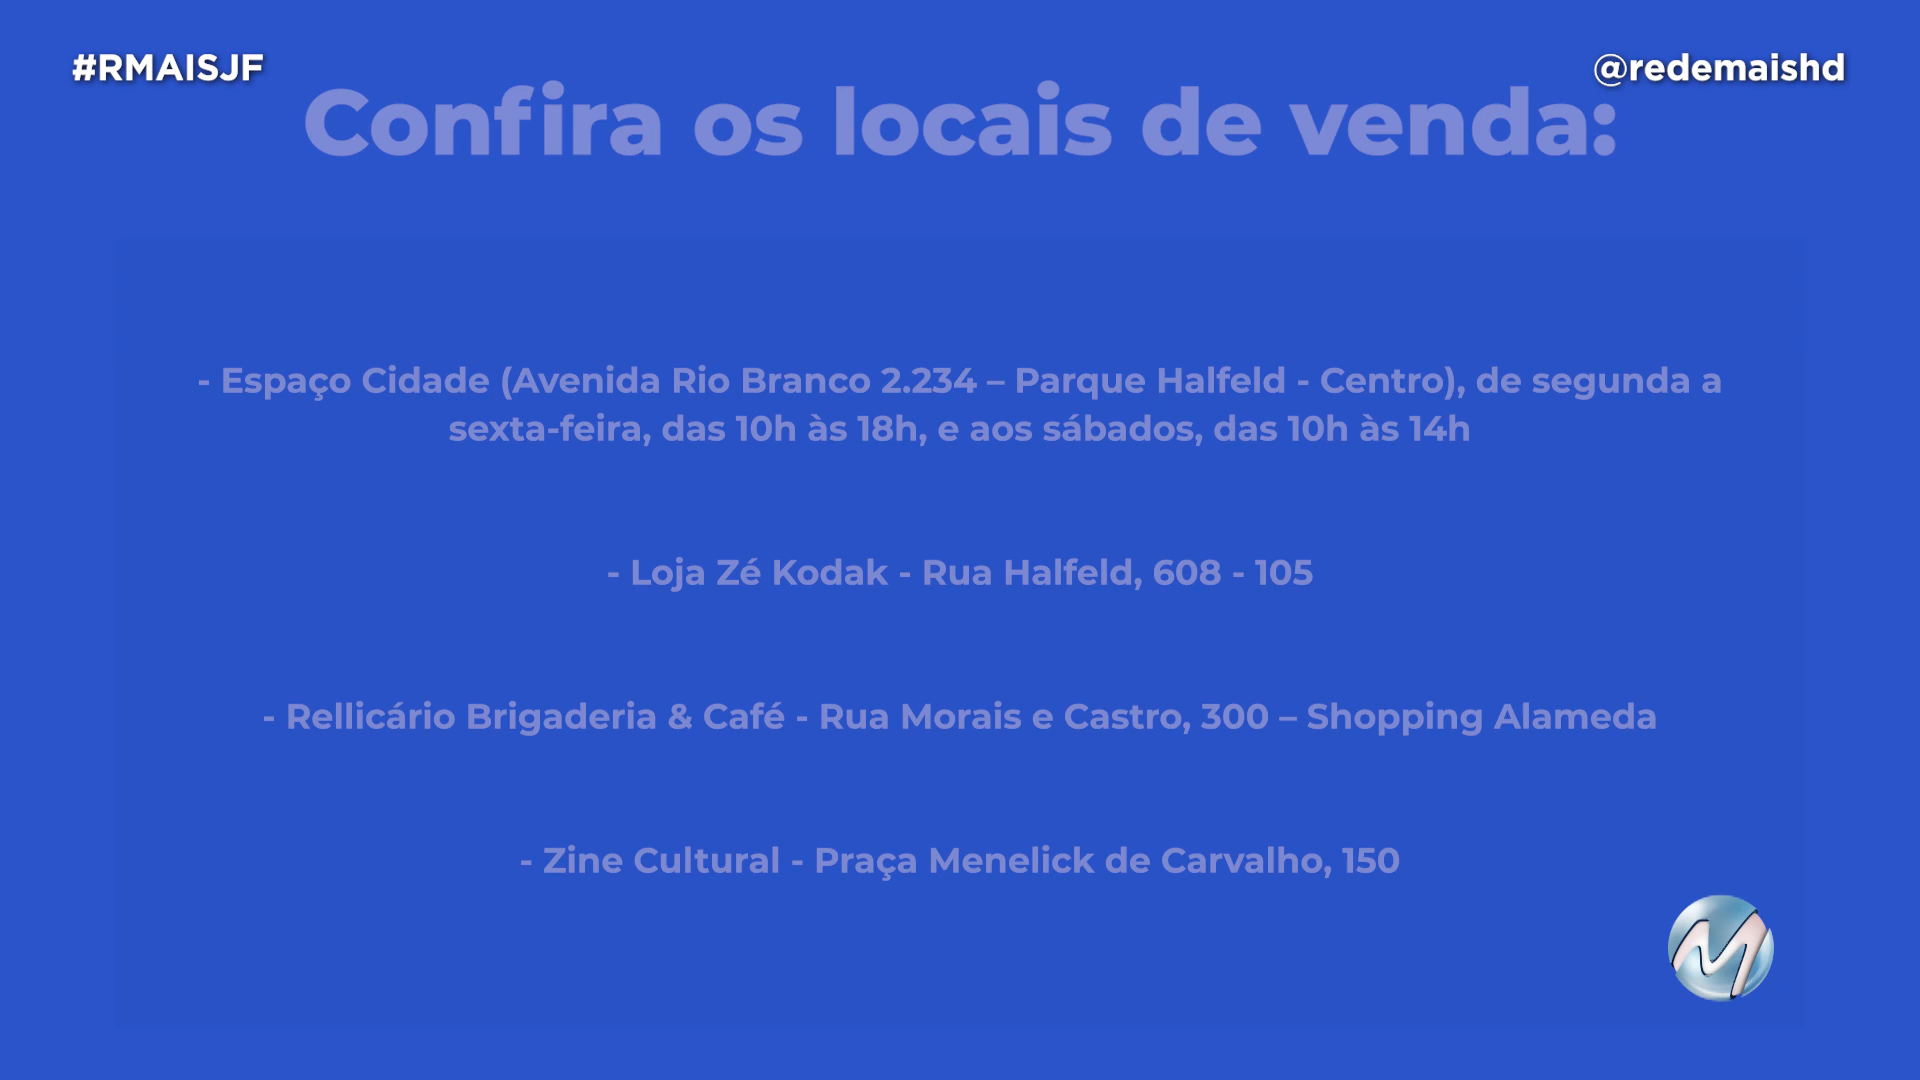 #RMAISJF
@redemaishd
Confira os locais de venda:
- Espaço Cidade (Avenida Rio Branco 2.234 – Parque Halfeld - Centro), de segunda a
sexta-feira, das 10h às 18h, e aos sábados, das 10h às 14h
- Loja Zé Kodak - Rua Halfeld, 608 - 105
- Rellicário Brigaderia & Café - Rua Morais e Castro, 300 – Shopping Alameda
- Zine Cultural - Praça Menelick de Carvalho, 150
M